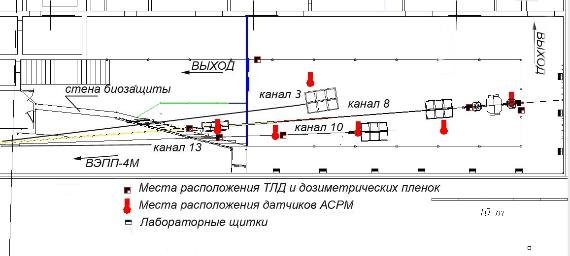 ВЫХОД
ВЫХОД
стена биозащиты
канал 3
канал 8
канал 10
канал 13
ВЭПП-4М
Места расположения ТЛД и дозиметрических пленок
Места расположения датчиков АСРМ
Лабораторные щитки
10 m